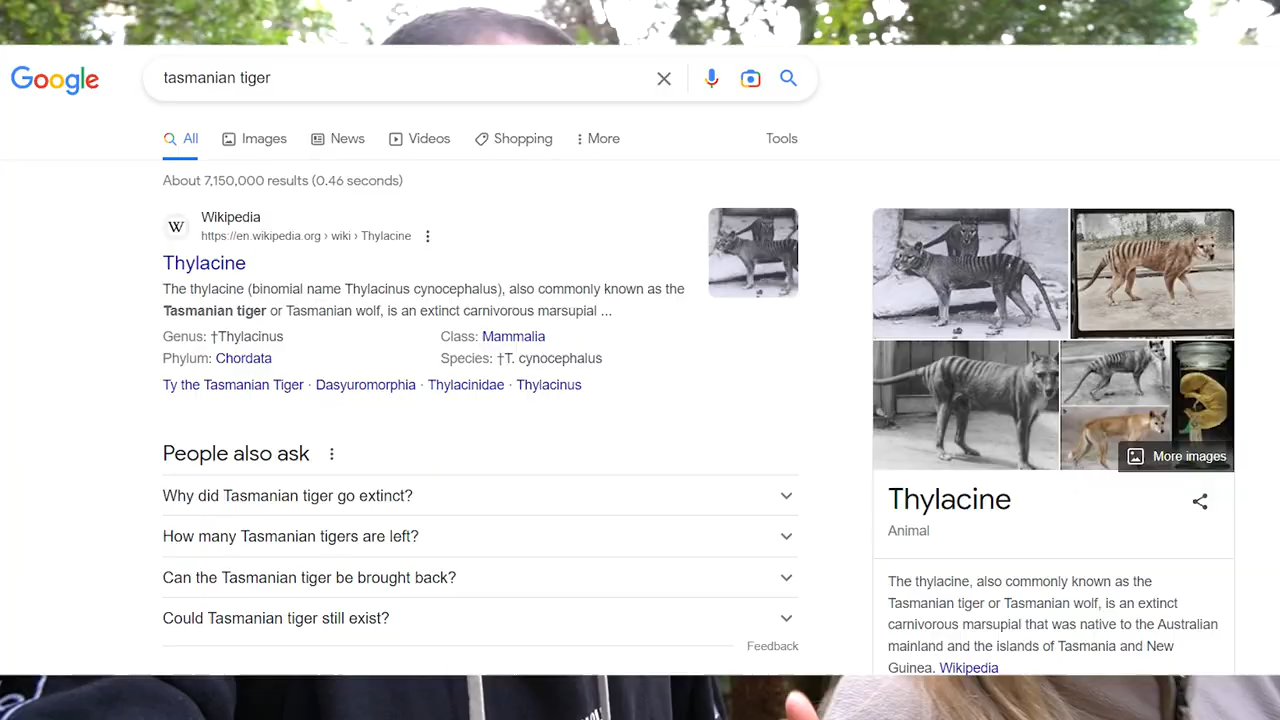 Google
tasmanian tiger
All Images News Videos Shopping More Tools
About 7,150,000 results (0.46 seconds)
W Wikipedia
https://en.wikipedia.org › wiki › Thylacine
Thylacine
The thylacine (binomial name Thylacinus cynocephalus), also commonly known as the
Tasmanian tiger or Tasmanian wolf, is an extinct carnivorous marsupial ...
Genus: †Thylacinus Class: Mammalia
Phylum: Chordata Species: †T. cynocephalus
Ty the Tasmanian Tiger · Dasyuromorphia · Thylacinidae · Thylacinus
People also ask
Why did Tasmanian tiger go extinct?
How many Tasmanian tigers are left?
Can the Tasmanian tiger be brought back?
Could Tasmanian tiger still exist?
Feedback
More images
Thylacine
Animal
The thylacine, also commonly known as the
Tasmanian tiger or Tasmanian wolf, is an extinct
carnivorous marsupial that was native to the Australian
mainland and the islands of Tasmania and New
Guinea. Wikipedia